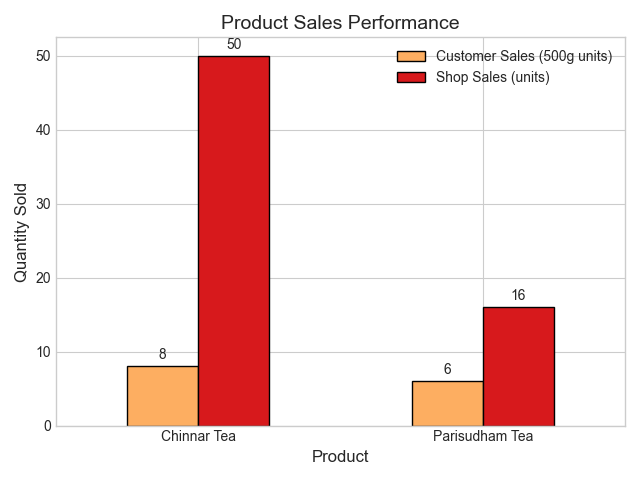 Product Sales Performance
Customer Sales (500g units)
Shop Sales (units)
Quantity Sold
50
40
30
20
10
0
8
50
6
16
Chinnar Tea
Parisudham Tea
Product